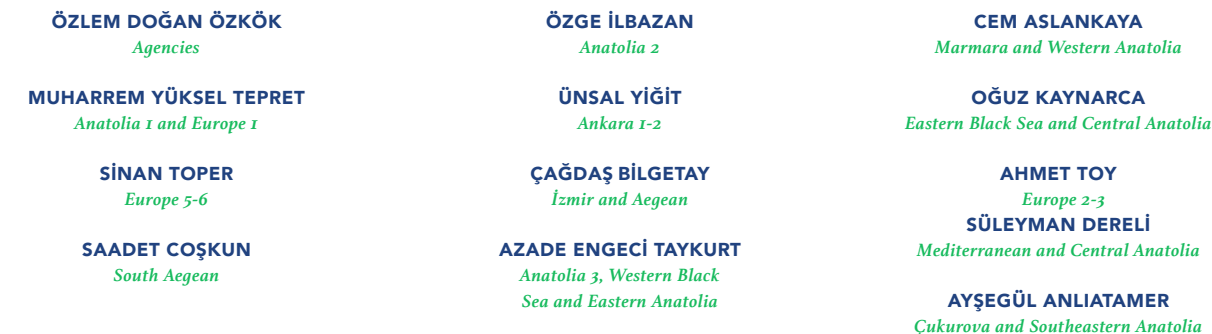 ÖZLEM DOĞAN ÖZKÖK
Agencies
MUHARREM YÜKSEL TEPRET
Anatolia 1 and Europe 1
SİNAN TOPER
Europe 5-6
SAADET COŞKUN
South Aegean
ÖZGE İLBAZAN
Anatolia 2
ÜNSAL YİĞİT
Ankara 1-2
ÇAĞDAŞ BİLGETAY
İzmir and Aegean
AZADE ENGECİ TAYKURT
Anatolia 3, Western Black
Sea and Eastern Anatolia
CEM ASLANKAYA
Marmara and Western Anatolia
OĞUZ KAYNARCA
Eastern Black Sea and Central Anatolia
AHMET TOY
Europe 2-3
SÜLEYMAN DERELİ
Mediterranean and Central Anatolia
AYŞEGÜL ANLIATAMER
Çukurova and Southeastern Anatolia